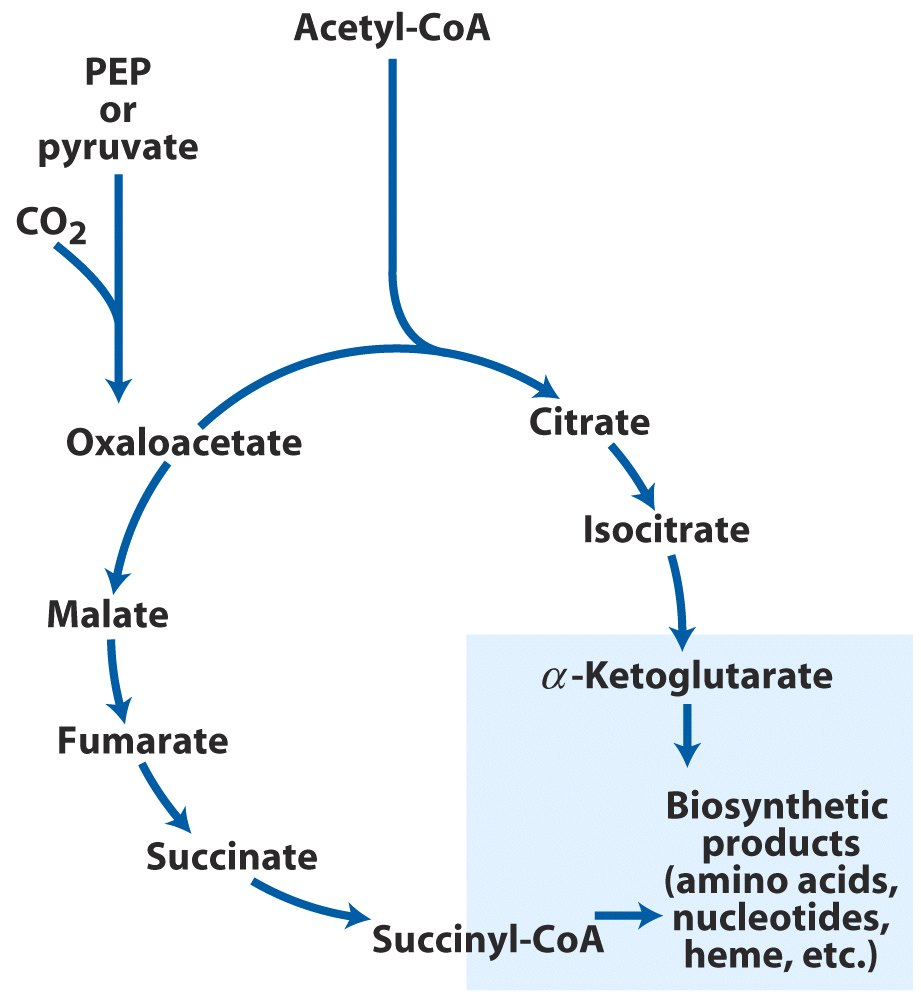 Acetyl-CoA
PEP
or
pyruvate
CO₂
Oxaloacetate
Citrate
Isocitrate
Malate
α-Ketoglutarate
Fumarate
Biosynthetic
products
(amino acids,
nucleotides,
heme, etc.)
Succinate
Succinyl-CoA